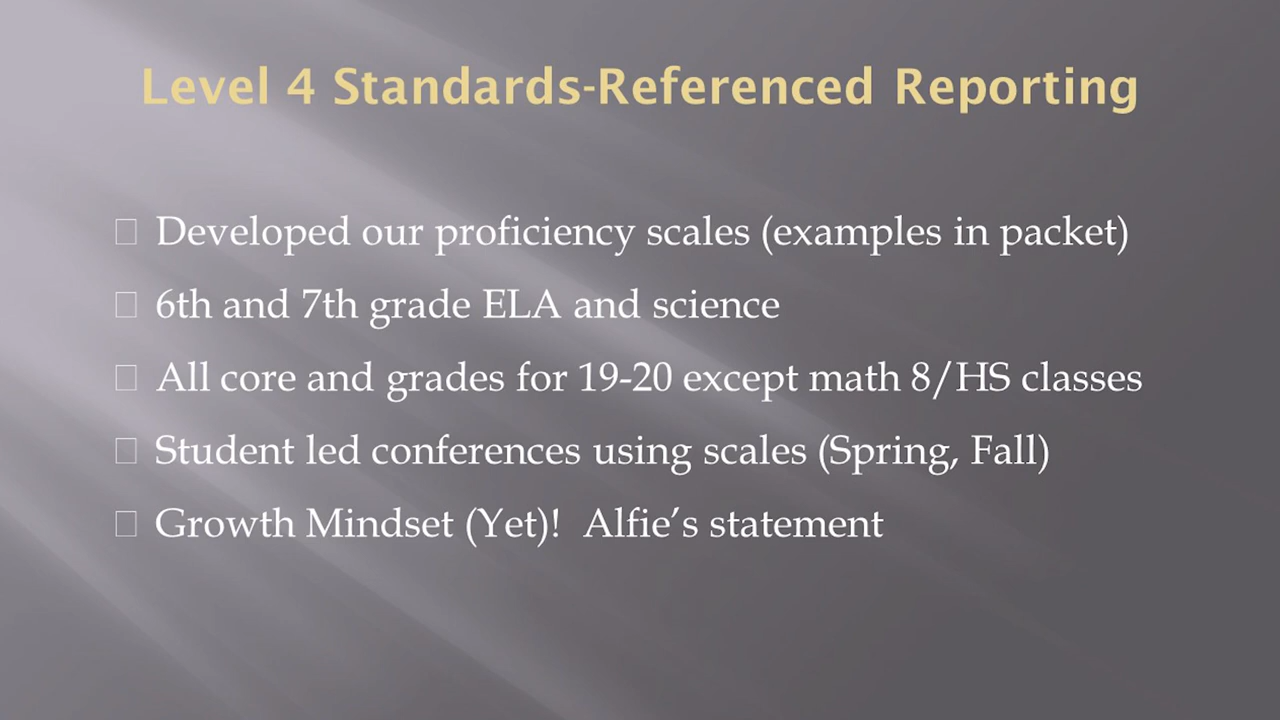 Level 4 Standards-Referenced Reporting
Developed our proficiency scales (examples in packet)
6th and 7th grade ELA and science
All core and grades for 19-20 except math 8/HS classes
Student led conferences using scales (Spring, Fall)
Growth Mindset (Yet)!  Alfie’s statement